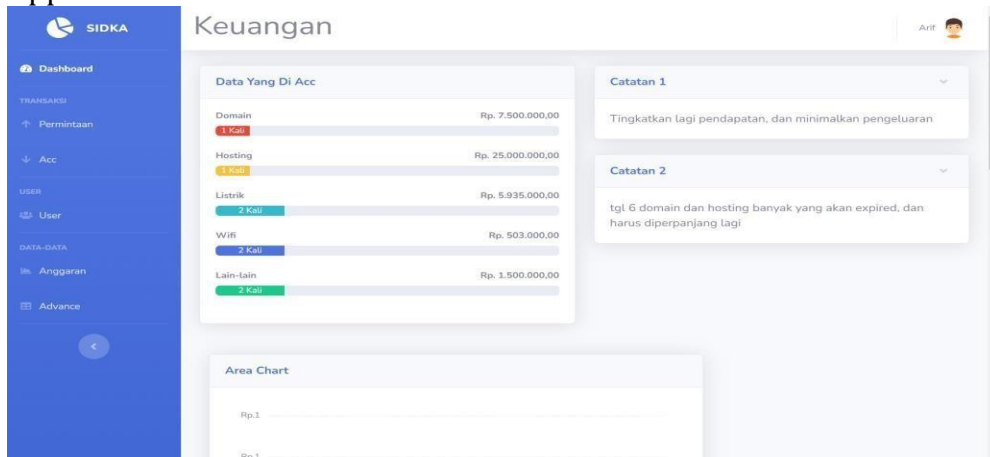 SIDKA
Keuangan
Arif
Dashboard
TRANSAKSI
Permintaan
Acc
USER
User
DATA-DATA
Anggaran
Advance
Data Yang Di Acc
Domain Rp. 7.500.000,00
1 Kali
Hosting Rp. 25.000.000,00
1 Kali
Listrik Rp. 5.935.000,00
2 Kali
Wifi Rp. 503.000,00
2 Kali
Lain-lain Rp. 1.500.000,00
2 Kali
Catatan 1
Tingkatkan lagi pendapatan, dan minimalkan pengeluaran
Catatan 2
tgl 6 domain dan hosting banyak yang akan expired, dan
harus diperpanjang lagi
Area Chart
Rp.1
Rp.1